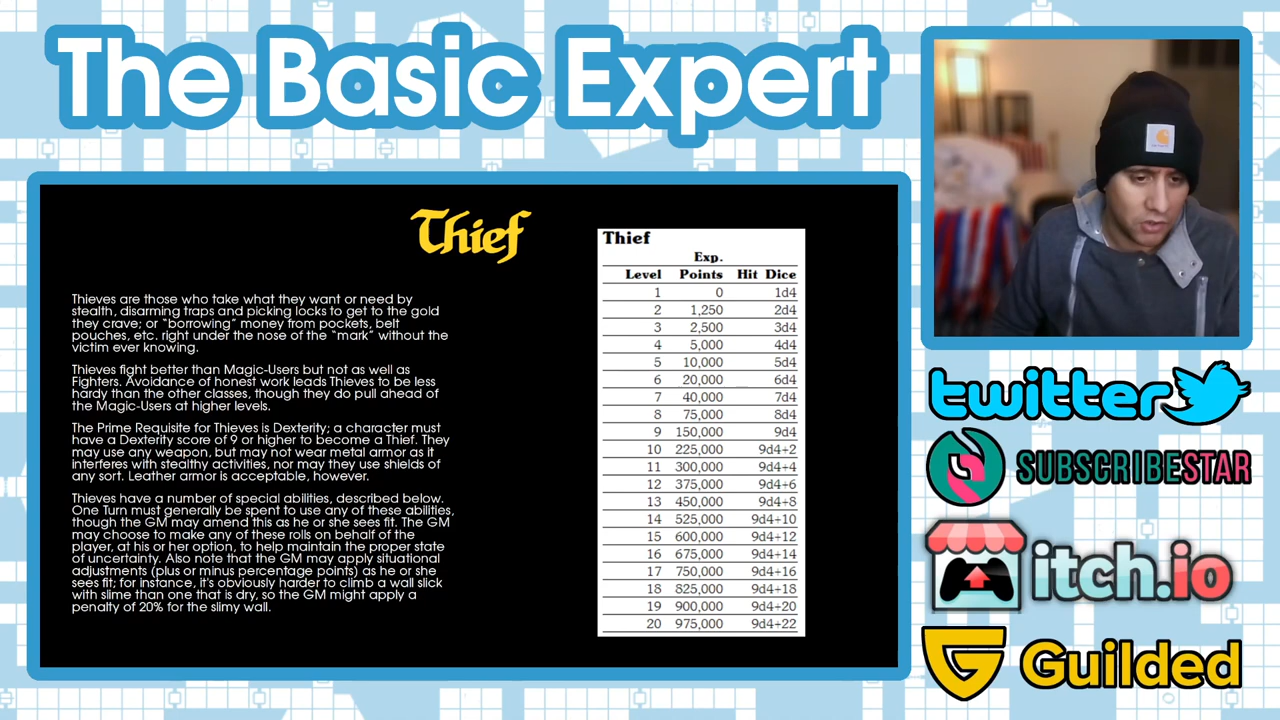 The Basic Expert
Thief
Thieves are those who take what they want or need by
stealth, disarming traps and picking locks to get to the gold
they crave; or “borrowing” money from pockets, belt
pouches, etc. right under the nose of the “mark” without the
victim ever knowing.
Thieves fight better than Magic-Users but not as well as
Fighters. Avoidance of honest work leads Thieves to be less
hardy than the other classes, though they do pull ahead of
the Magic-Users at higher levels.
The Prime Requisite for Thieves is Dexterity; a character must
have a Dexterity score of 9 or higher to become a Thief. They
may use any weapon, but may not wear metal armor as it
interferes with stealthy activities, nor may they use shields of
any sort. Leather armor is acceptable, however.
Thieves have a number of special abilities, described below.
One Turn must generally be spent to use any of these abilities,
though the GM may amend this as he or she sees fit. The GM
may choose to make any of these rolls on behalf of the
player, at his or her option, to help maintain the proper state
of uncertainty. Also note that the GM may apply situational
adjustments (plus or minus percentage points) as he or she
sees fit; for instance, it's obviously harder to climb a wall slick
with slime than one that is dry, so the GM might apply a
penalty of 20% for the slimy wall.
Thief
Exp.
Level Points Hit Dice
1 0 1d4
2 1,250 2d4
3 2,500 3d4
4 5,000 4d4
5 10,000 5d4
6 20,000 6d4
7 40,000 7d4
8 75,000 8d4
9 150,000 9d4
10 225,000 9d4+2
11 300,000 9d4+4
12 375,000 9d4+6
13 450,000 9d4+8
14 525,000 9d4+10
15 600,000 9d4+12
16 675,000 9d4+14
17 750,000 9d4+16
18 825,000 9d4+18
19 900,000 9d4+20
20 975,000 9d4+22
twitter
SUBSCRIBESTAR
itch.io
Guilded